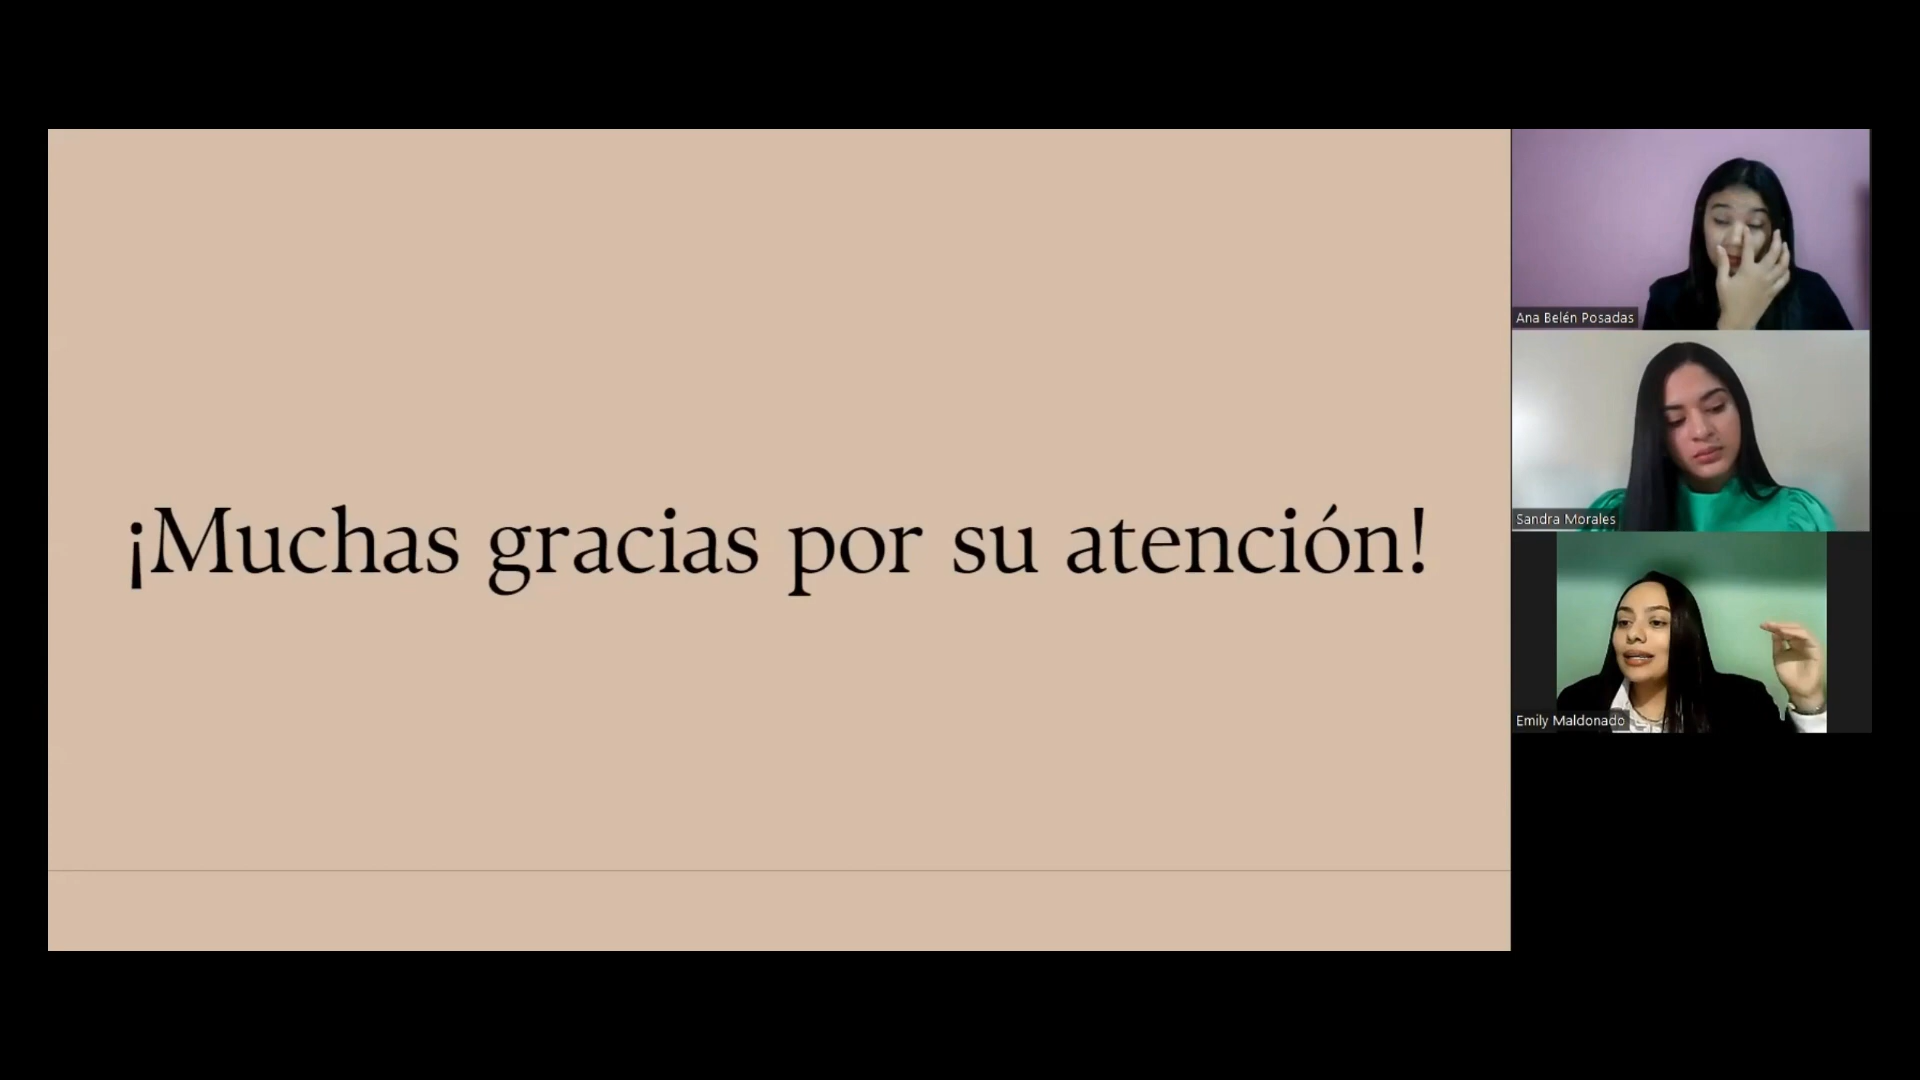 ¡Muchas gracias por su atención!
Ana Belén Posadas
Sandra Morales
Emily Maldonado